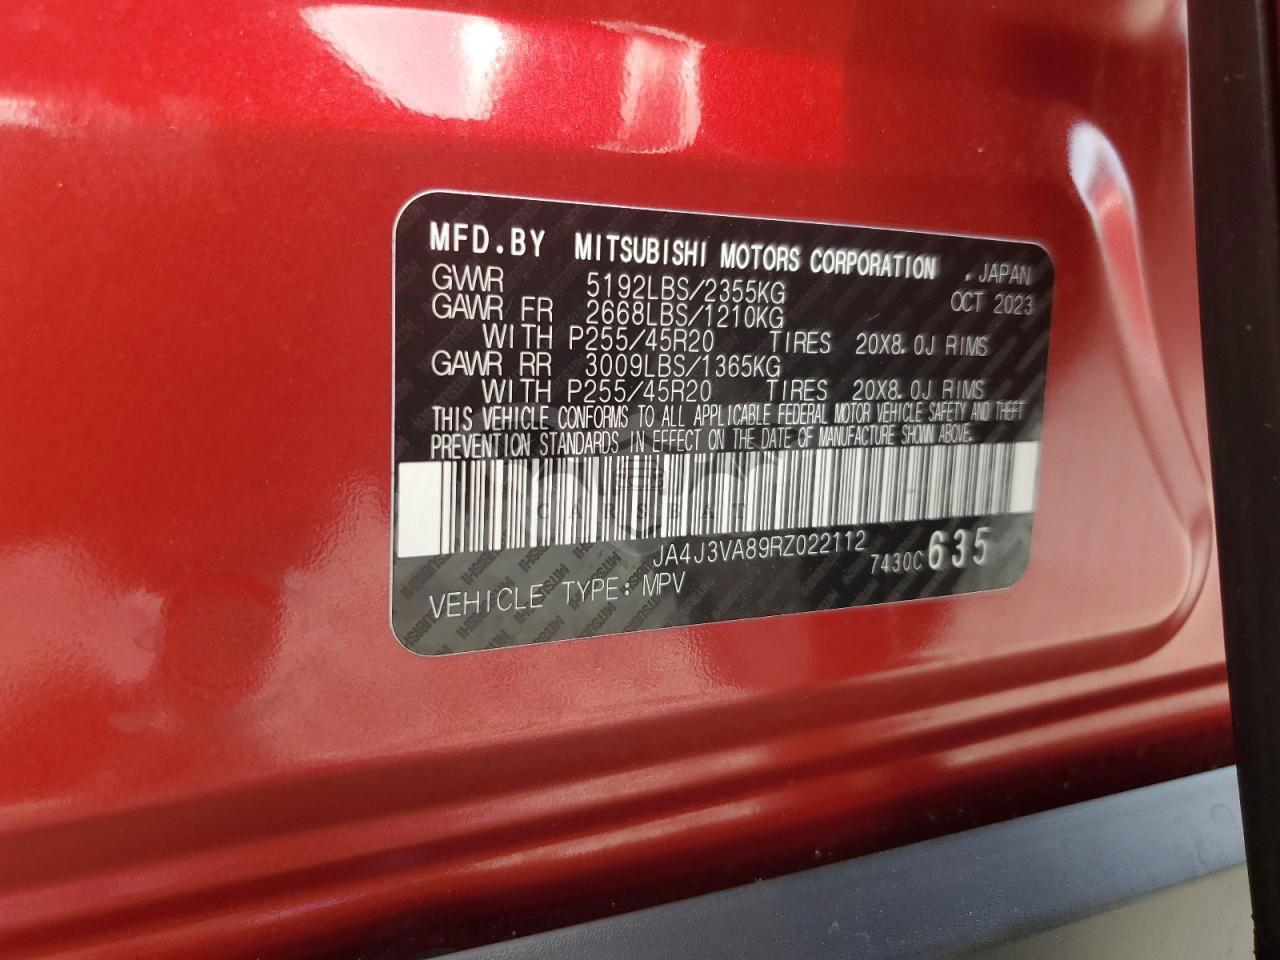 MFD.BY MITSUBISHI MOTORS CORPORATION .JAPAN
GVWR 5192LBS/2355KG OCT 2023
GAWR FR 2668LBS/1210KG
WITH P255/45R20 TIRES 20X8.0J RIMS
GAWR RR 3009LBS/1365KG
WITH P255/45R20 TIRES 20X8.0J RIMS
THIS VEHICLE CONFORMS TO ALL APPLICABLE FEDERAL MOTOR VEHICLE SAFETY AND THEFT
PREVENTION STANDARDS IN EFFECT ON THE DATE OF MANUFACTURE SHOWN ABOVE.
CARSBAT
JA4J3VA89RZ022112 7430C635
VEHICLE TYPE: MPV